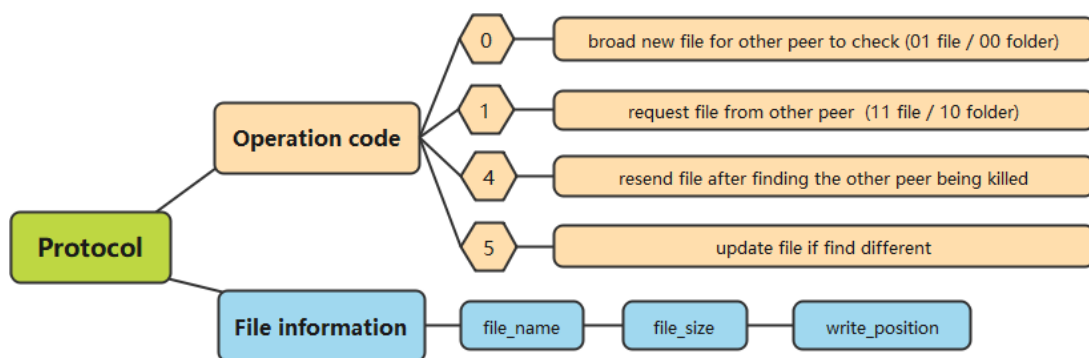 0
broad new file for other peer to check (01 file / 00 folder)
1
request file from other peer (11 file / 10 folder)
Operation code
4
resend file after finding the other peer being killed
Protocol
5
update file if find different
File information
file_name
file_size
write_position